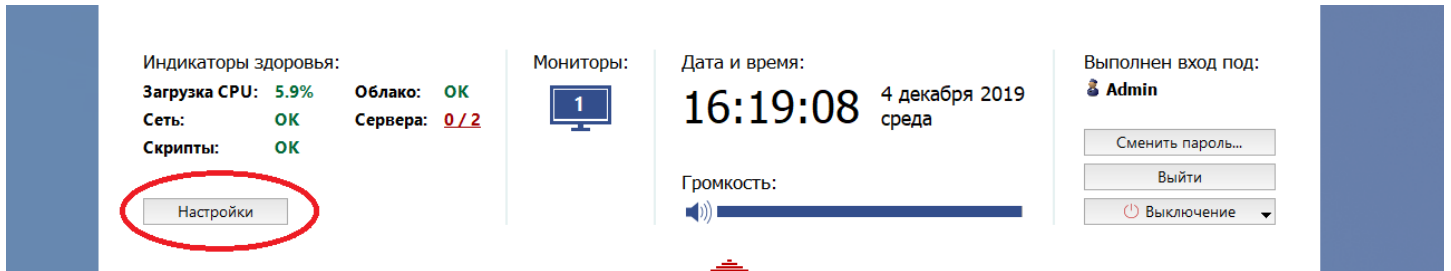 Индикаторы здоровья:
Загрузка CPU: 5.9% Облако: OK
Сеть: OK Сервера: 0 / 2
Скрипты: OK
Настройки
Мониторы:
1
Дата и время:
16:19:08
4 декабря 2019
среда
Громкость:
Выполнен вход под:
Admin
Сменить пароль...
Выйти
Выключение